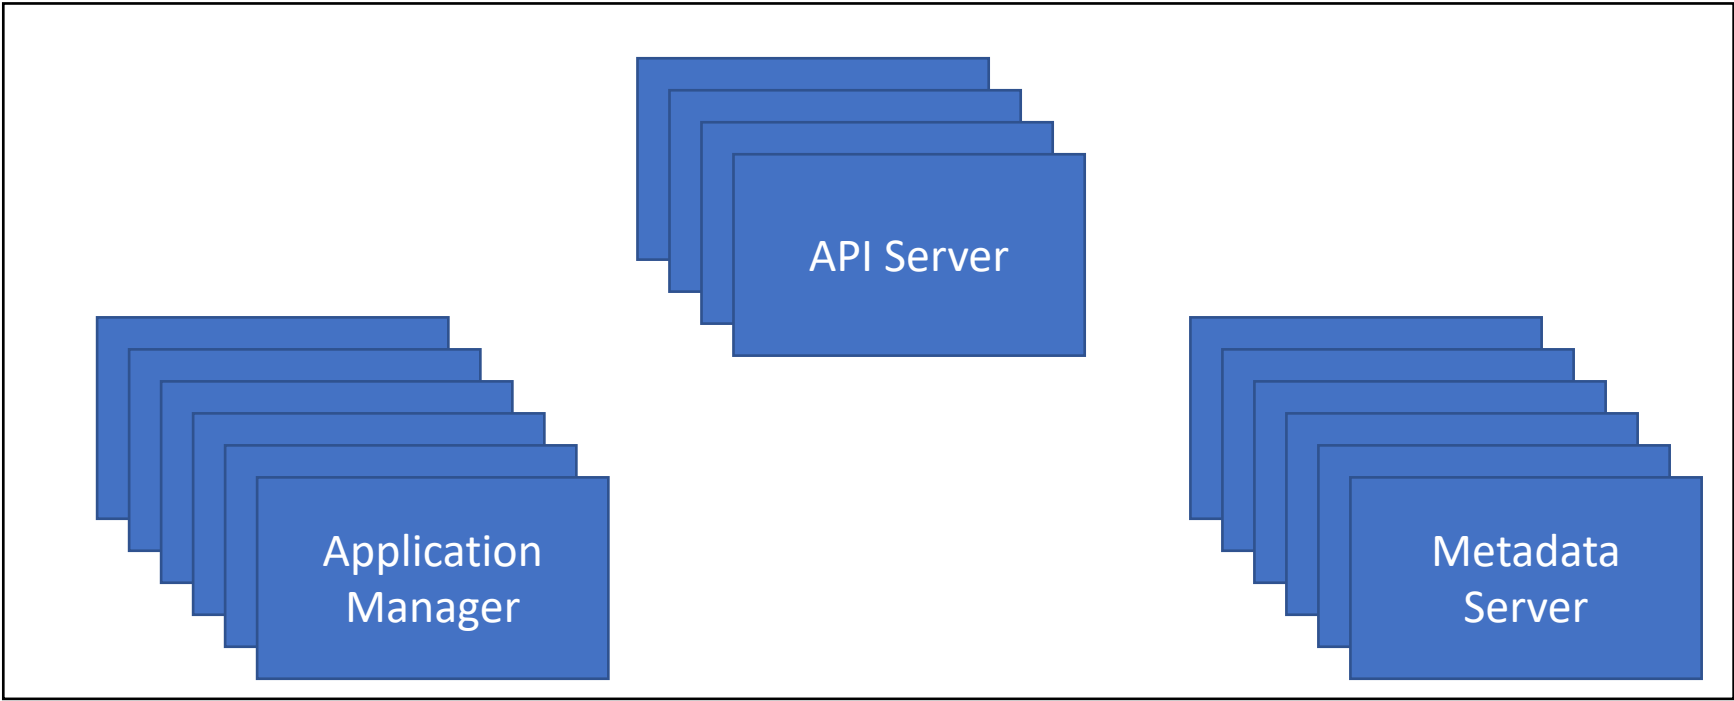 API Server
Application
Manager
Metadata
Server